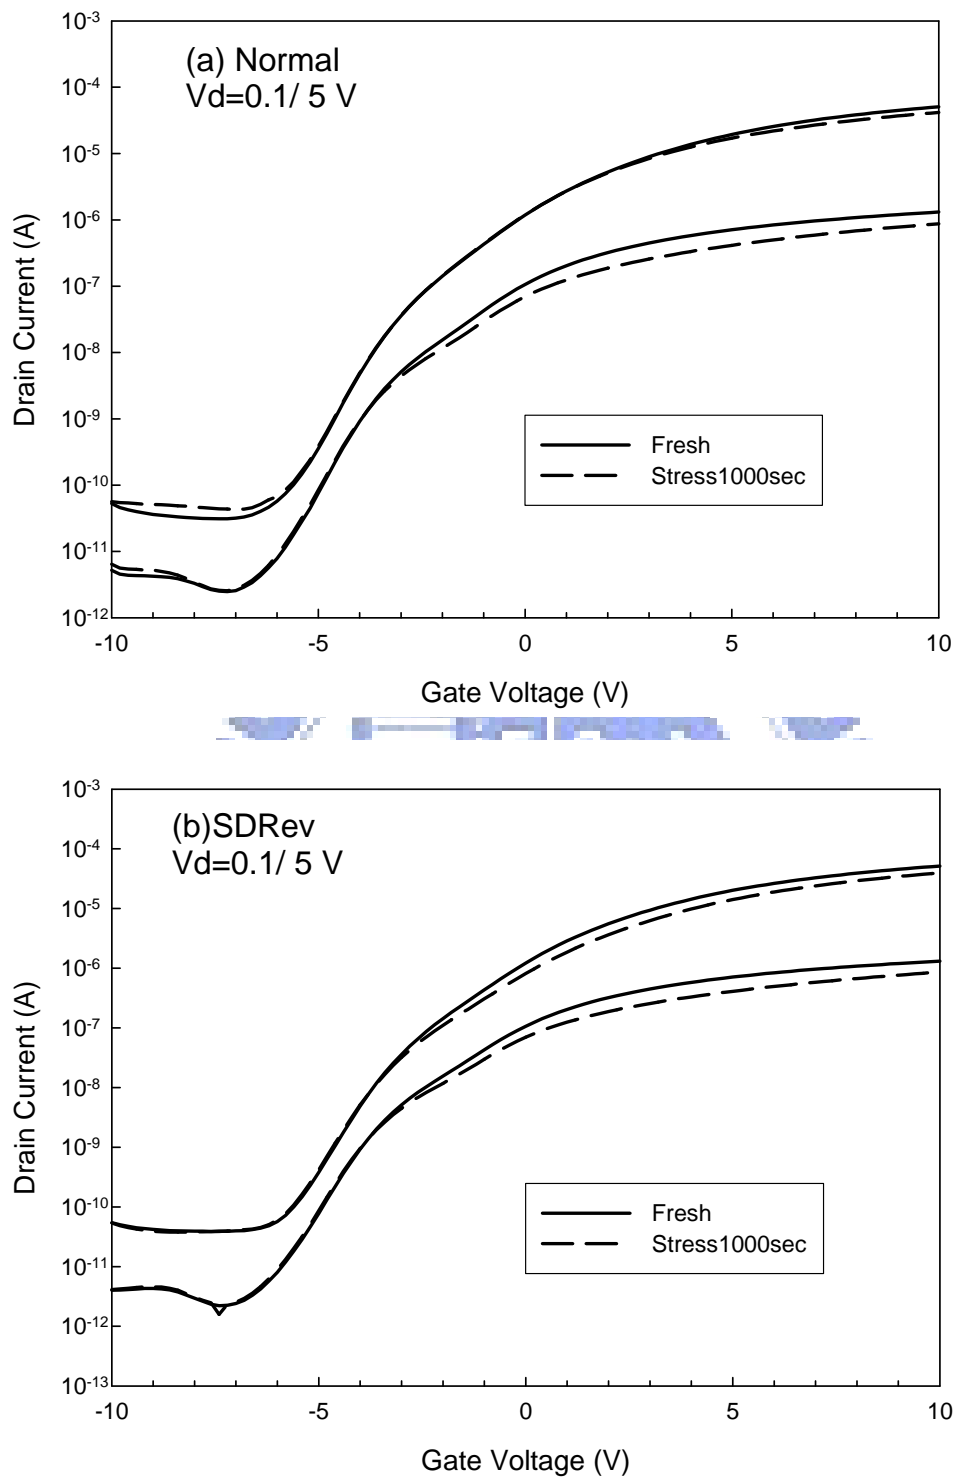 (a) Normal
Vd=0.1/ 5 V
Drain Current (A)
10-3
10-4
10-5
10-6
10-7
10-8
10-9
10-10
10-11
10-12
Fresh
Stress1000sec
-10 -5 0 5 10
Gate Voltage (V)
(b)SDRev
Vd=0.1/ 5 V
Drain Current (A)
10-3
10-4
10-5
10-6
10-7
10-8
10-9
10-10
10-11
10-12
10-13
Fresh
Stress1000sec
-10 -5 0 5 10
Gate Voltage (V)